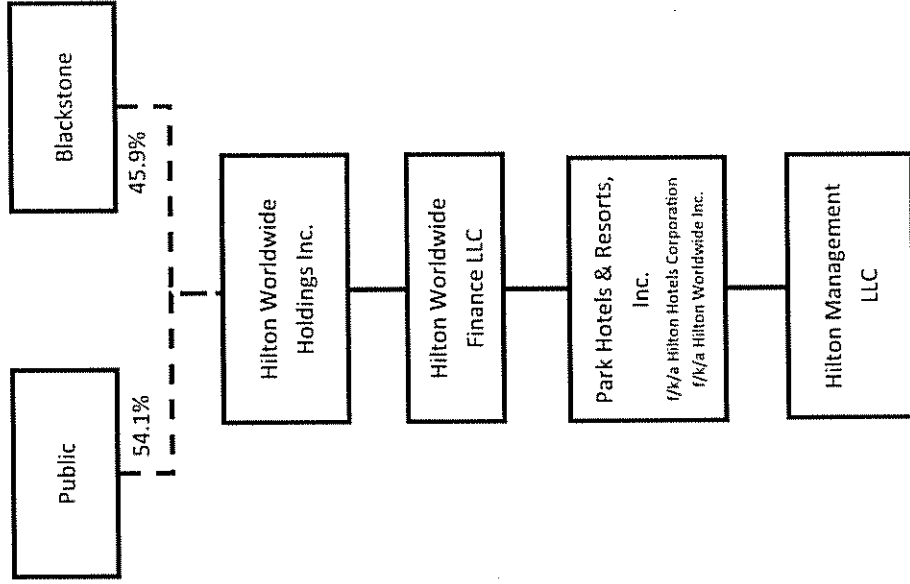 Public
Blackstone
54.1%
45.9%
Hilton Worldwide
Holdings Inc.
Hilton Worldwide
Finance LLC
Park Hotels & Resorts,
Inc.
f/k/a Hilton Hotels Corporation
f/k/a Hilton Worldwide Inc.
Hilton Management
LLC